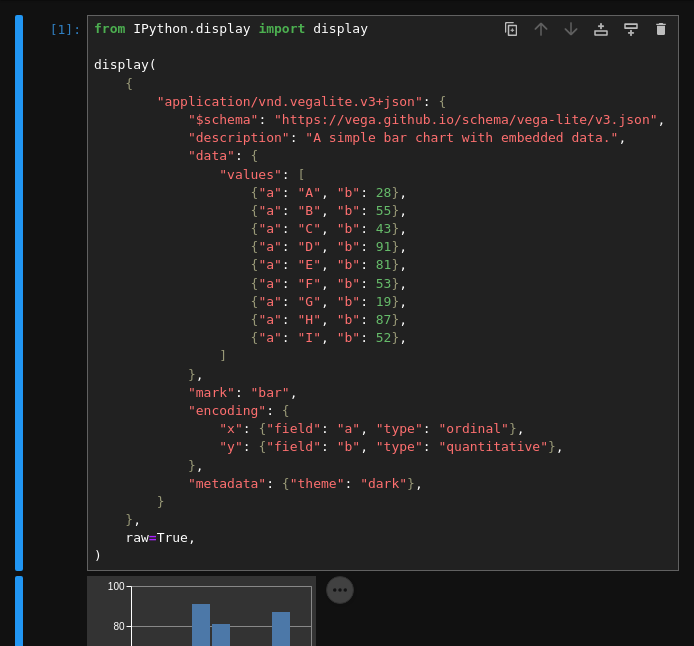 [1]: from IPython.display import display
display(
{
"application/vnd.vegalite.v3+json": {
"$schema": "https://vega.github.io/schema/vega-lite/v3.json",
"description": "A simple bar chart with embedded data.",
"data": {
"values": [
{"a": "A", "b": 28},
{"a": "B", "b": 55},
{"a": "C", "b": 43},
{"a": "D", "b": 91},
{"a": "E", "b": 81},
{"a": "F", "b": 53},
{"a": "G", "b": 19},
{"a": "H", "b": 87},
{"a": "I", "b": 52},
]
},
"mark": "bar",
"encoding": {
"x": {"field": "a", "type": "ordinal"},
"y": {"field": "b", "type": "quantitative"},
},
"metadata": {"theme": "dark"},
}
},
raw=True,
)
100
80